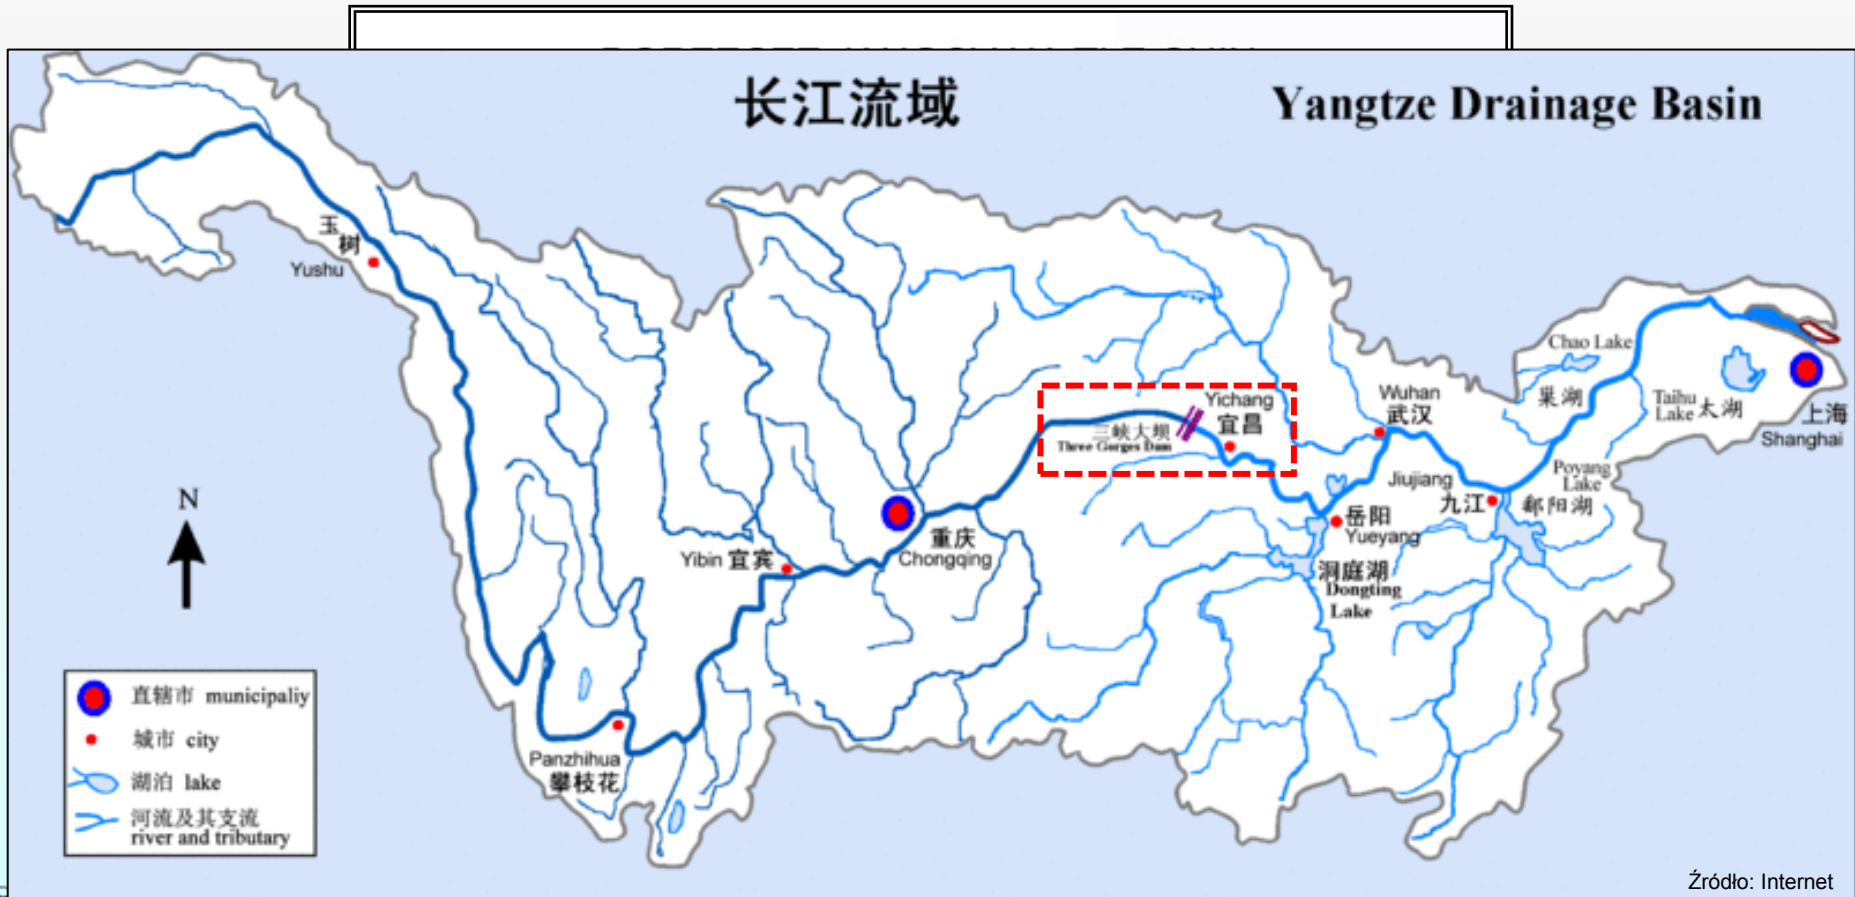 长江流域
Yangtze Drainage Basin
玉
树
Yushu
Chao Lake
巢湖
Taihu
Lake 太湖
上海
Shanghai
Yichang
宜昌
三峡大坝
Three Gorges Dam
Wuhan
武汉
Poyang
Lake
鄱阳湖
Jiujiang
九江
岳阳
Yueyang
洞庭湖
Dongting
Lake
重庆
Chongqing
Yibin 宜宾
Panzhihua
攀枝花
N
直辖市 municipaliy
城市 city
湖泊 lake
河流及其支流
river and tributary
Źródło: Internet